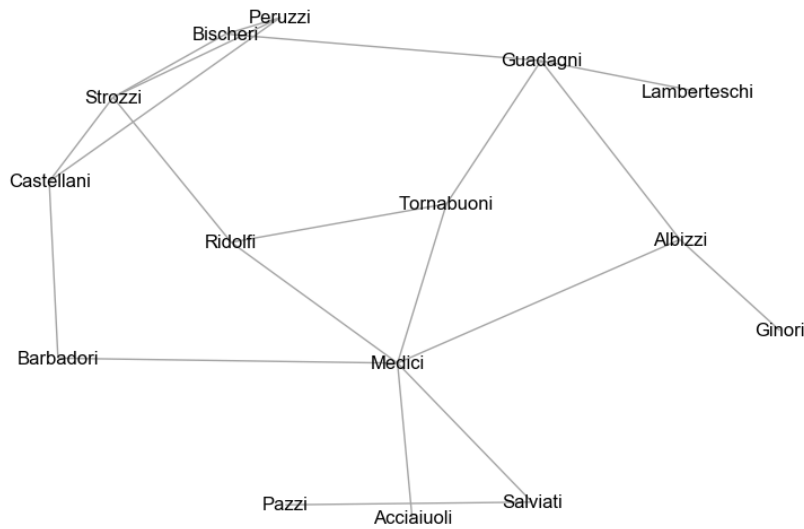 Peruzzi
Bischeri
Guadagni
Lamberteschi
Strozzi
Castellani
Tornabuoni
Ridolfi
Albizzi
Ginori
Barbadori
Medici
Pazzi
Salviati
Acciaiuoli